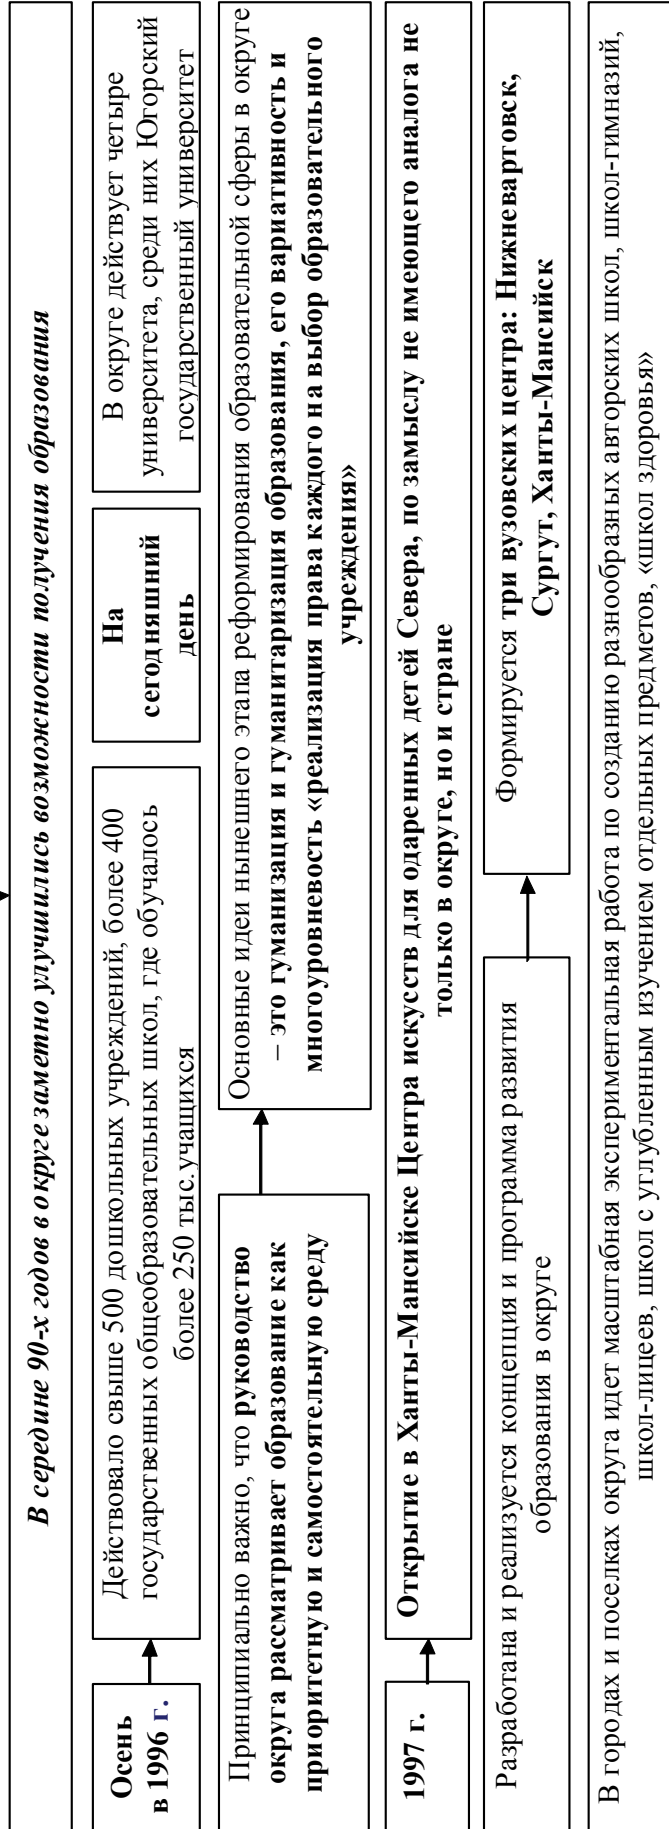 В середине 90-х годов в округе заметно улучшились возможности получения образования
Осень
в 1996 г.
Действовало свыше 500 дошкольных учреждений, более 400
государственных общеобразовательных школ, где обучалось
более 250 тыс.учащихся
На
сегодняшний
день
В округе действует четыре
университета, среди них Югорский
государственный университет
Принципиально важно, что руководство
округа рассматривает образование как
приоритетную и самостоятельную среду
Основные идеи нынешнего этапа реформирования образовательной сферы в округе
– это гуманизация и гуманитаризация образования, его вариативность и
многоуровневость «реализация права каждого на выбор образовательного
учреждения»
1997 г.
Открытие в Ханты-Мансийске Центра искусств для одаренных детей Севера, по замыслу не имеющего аналога не
только в округе, но и стране
Разработана и реализуется концепция и программа развития
образования в округе
Формируется три вузовских центра: Нижневартовск,
Сургут, Ханты-Мансийск
В городах и поселках округа идет масштабная экспериментальная работа по созданию разнообразных авторских школ, школ-гимназий,
школ-лицеев, школ с углубленным изучением отдельных предметов, «школ здоровья»